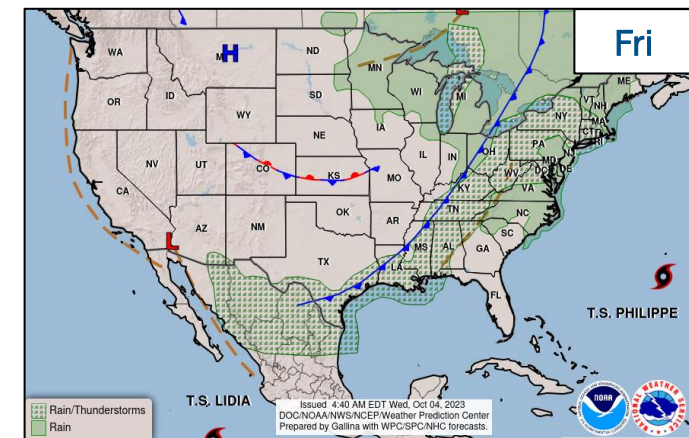 Fri
WA
OR
CA
NV
ID
MT
H
WY
UT
AZ
CO
NM
ND
SD
NE
KS
OK
TX
MN
IA
MO
AR
LA
WI
IL
MI
IN
OH
KY
TN
MS
AL
GA
FL
SC
NC
VA
WV
PA
NY
VT
NH
ME
MA
CT
RI
DE
MD
DC
L
L
T.S. PHILIPPE
T.S. LIDIA
Rain/Thunderstorms
Rain
Issued 4:40 AM EDT Wed, Oct 04, 2023
DOC/NOAA/NWS/NCEP/Weather Prediction Center
Prepared by Gallina with WPC/SPC/NHC forecasts.
NOAA
NATIONAL WEATHER SERVICE